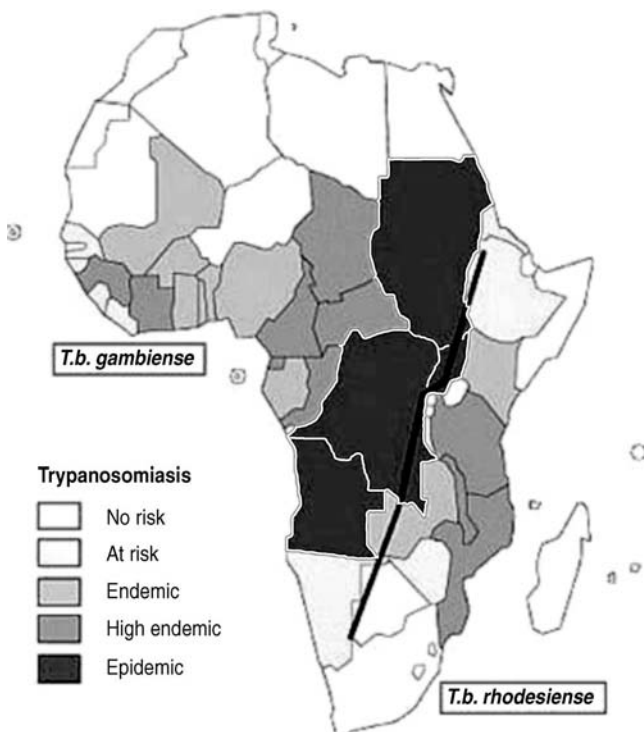 T.b. gambiense
Trypanosomiasis
No risk
At risk
Endemic
High endemic
Epidemic
T.b. rhodesiense